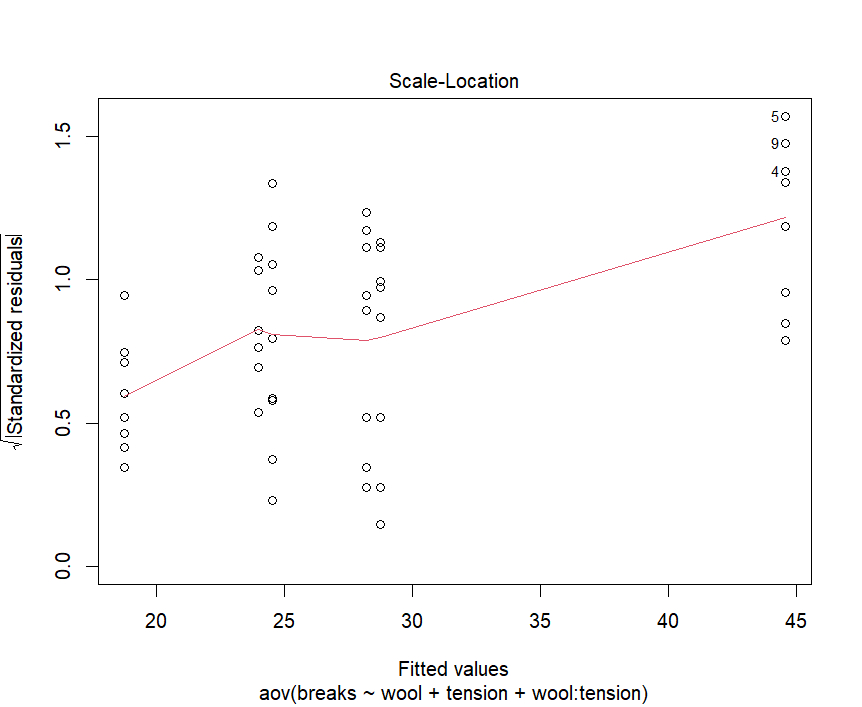 Scale-Location
√|Standardized residuals|
1.5
1.0
0.5
0.0
5
9
4
20 25 30 35 40 45
Fitted values
aov(breaks ~ wool + tension + wool:tension)